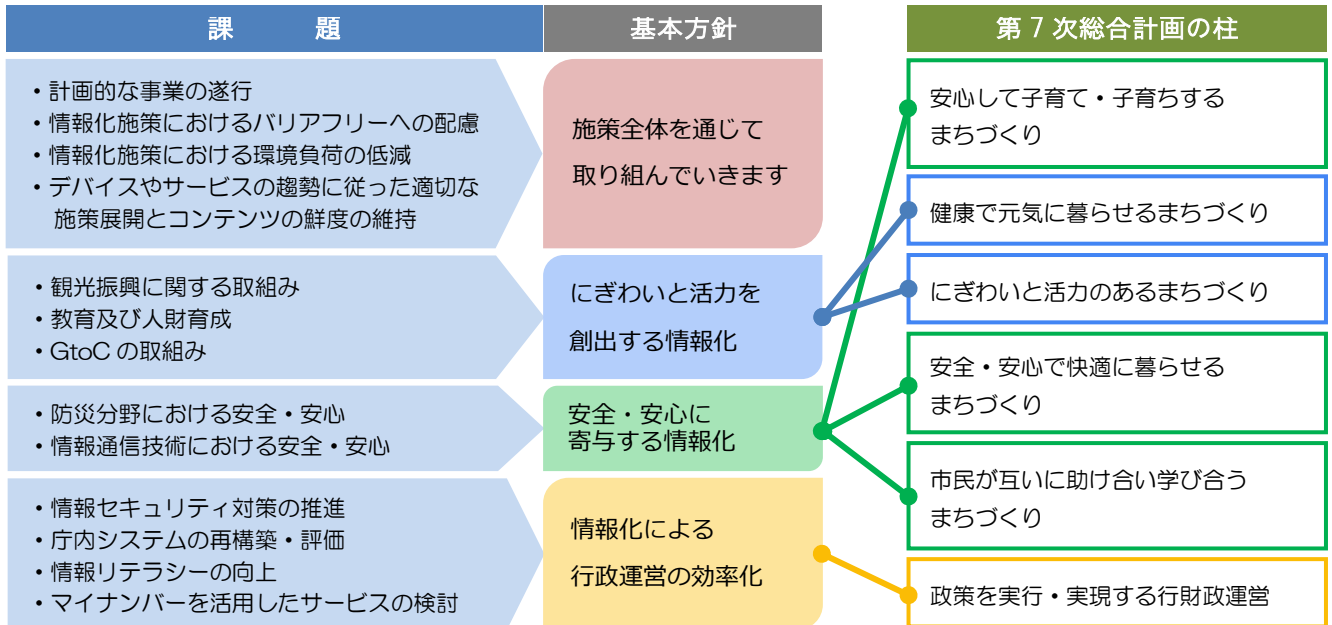 課　題
基本方針
第７次総合計画の柱
・計画的な事業の遂行
・情報化施策におけるバリアフリーへの配慮
・情報化施策における環境負荷の低減
・デバイスやサービスの趨勢に従った適切な
施策展開とコンテンツの鮮度の維持
施策全体を通じて
取り組んでいきます
・観光振興に関する取組み
・教育及び人財育成
・GtoC の取組み
にぎわいと活力を
創出する情報化
・防災分野における安全・安心
・情報通信技術における安全・安心
安全・安心に
寄与する情報化
・情報セキュリティ対策の推進
・庁内システムの再構築・評価
・情報リテラシーの向上
・マイナンバーを活用したサービスの検討
情報化による
行政運営の効率化
安心して子育て・子育ちする
まちづくり
健康で元気に暮らせるまちづくり
にぎわいと活力のあるまちづくり
安全・安心で快適に暮らせる
まちづくり
市民が互いに助け合い学び合う
まちづくり
政策を実行・実現する行財政運営